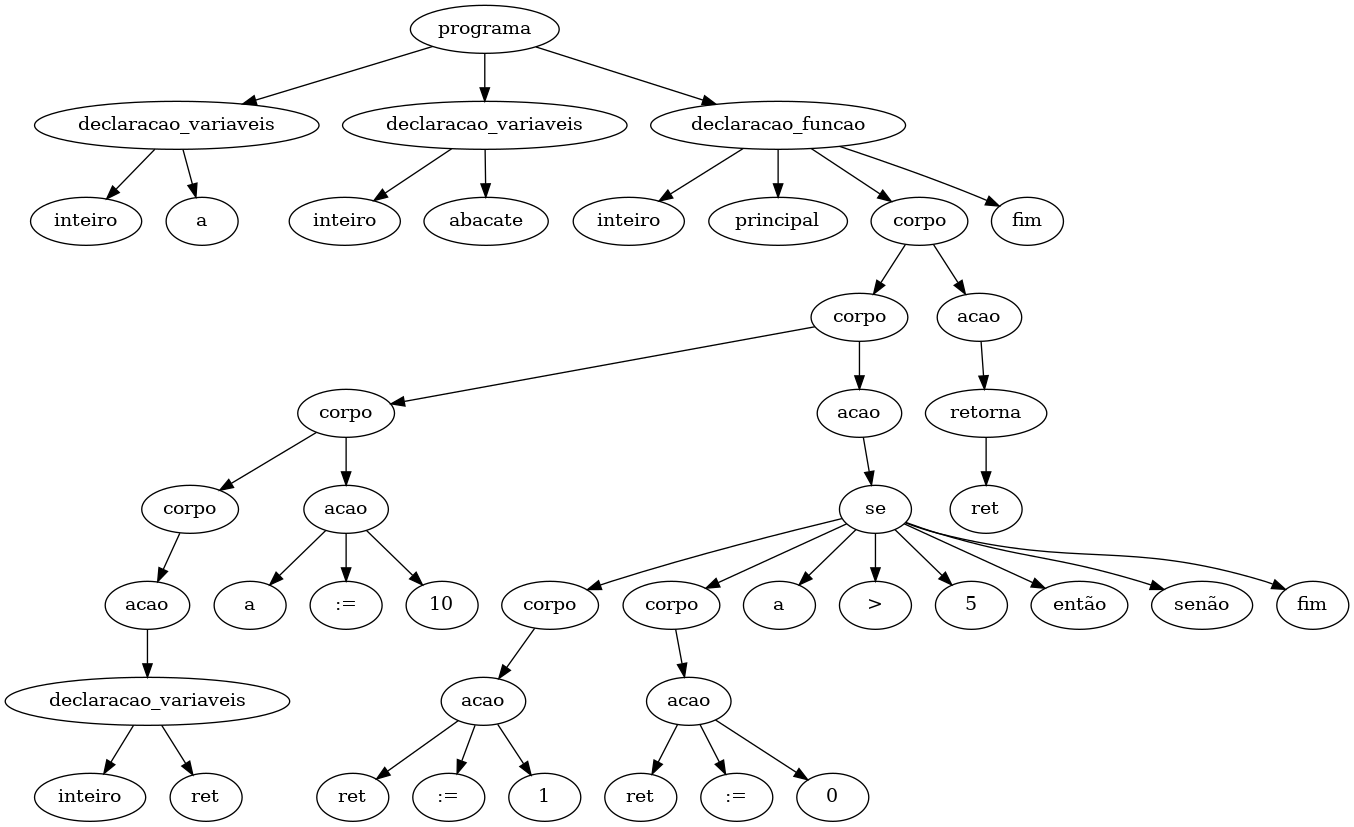 programa
declaracao_variaveis declaracao_variaveis declaracao_funcao
inteiro a inteiro abacate inteiro principal corpo fim
corpo acao
corpo acao retorna
corpo acao se ret
acao a := 10 corpo corpo a > 5 então senão fim
declaracao_variaveis acao acao
inteiro ret ret := 1 ret := 0